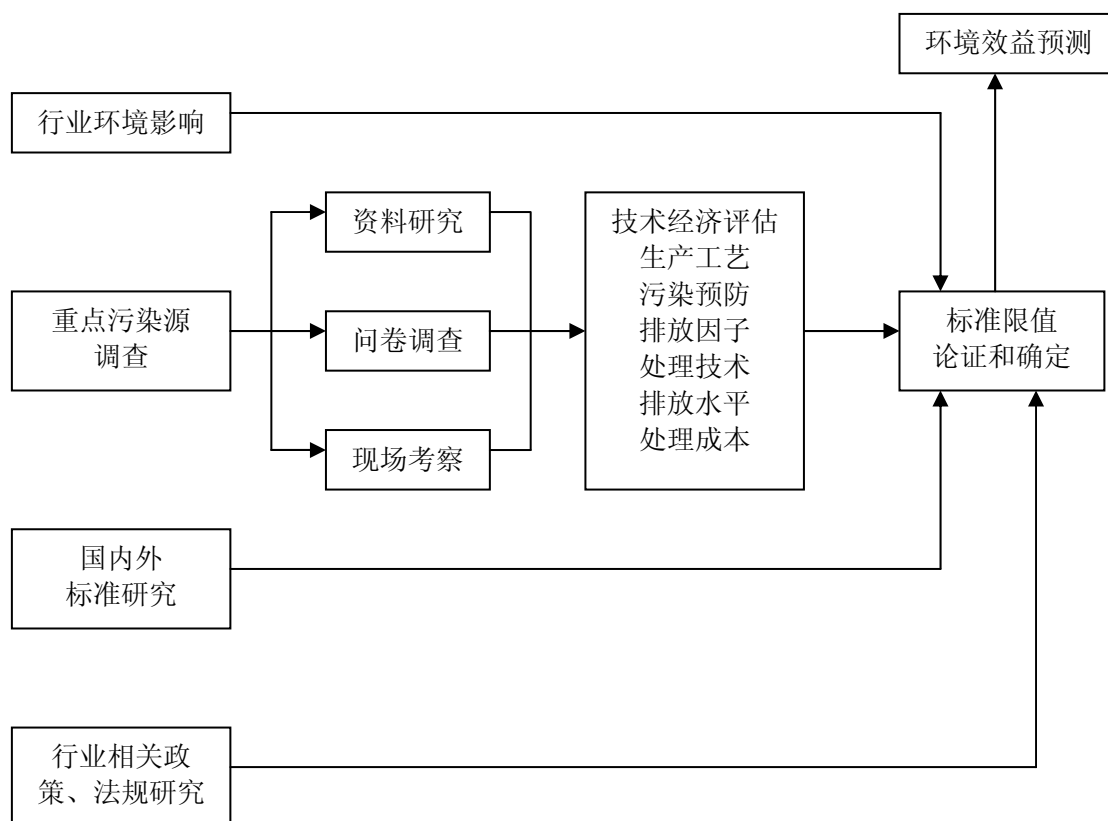 环境效益预测
行业环境影响
资料研究
重点污染源
调查
问卷调查
现场考察
技术经济评估
生产工艺
污染预防
排放因子
处理技术
排放水平
处理成本
标准限值
论证和确定
国内外
标准研究
行业相关政
策、法规研究